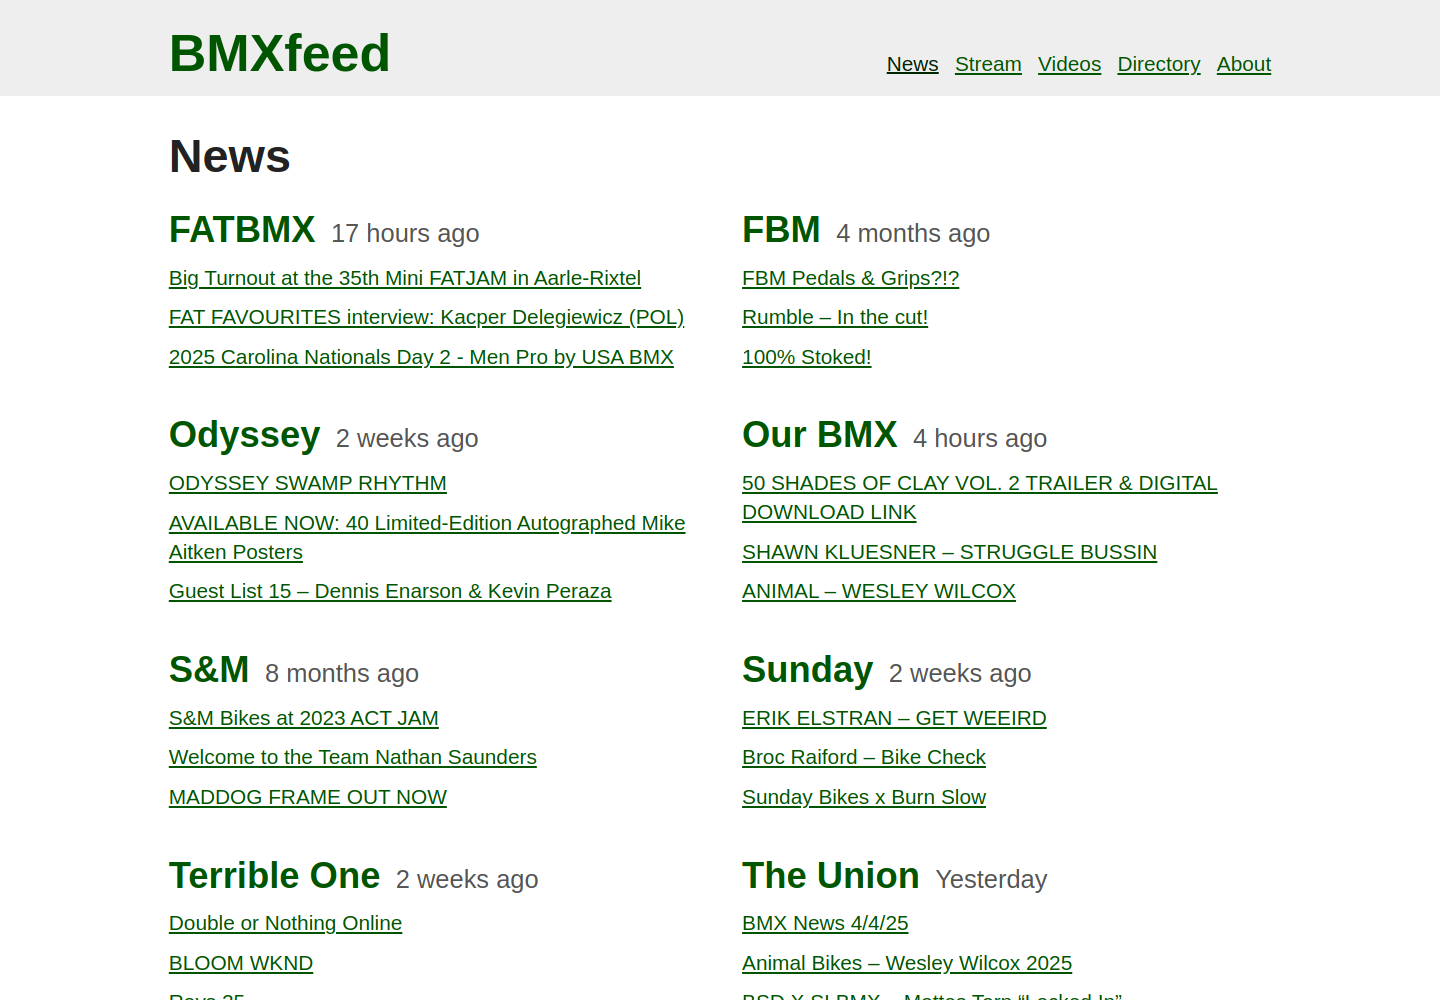 BMXfeed
News Stream Videos Directory About
News
FATBMX 17 hours ago
Big Turnout at the 35th Mini FATJAM in Aarle-Rixtel
FAT FAVOURITES interview: Kacper Delegiewicz (POL)
2025 Carolina Nationals Day 2 - Men Pro by USA BMX
FBM 4 months ago
FBM Pedals & Grips?!?
Rumble – In the cut!
100% Stoked!
Odyssey 2 weeks ago
ODYSSEY SWAMP RHYTHM
AVAILABLE NOW: 40 Limited-Edition Autographed Mike
Aitken Posters
Guest List 15 – Dennis Enarson & Kevin Peraza
Our BMX 4 hours ago
50 SHADES OF CLAY VOL. 2 TRAILER & DIGITAL
DOWNLOAD LINK
SHAWN KLUESNER – STRUGGLE BUSSIN
ANIMAL – WESLEY WILCOX
S&M 8 months ago
S&M Bikes at 2023 ACT JAM
Welcome to the Team Nathan Saunders
MADDOG FRAME OUT NOW
Sunday 2 weeks ago
ERIK ELSTRAN – GET WEEIRD
Broc Raiford – Bike Check
Sunday Bikes x Burn Slow
Terrible One 2 weeks ago
Double or Nothing Online
BLOOM WKND
The Union Yesterday
BMX News 4/4/25
Animal Bikes – Wesley Wilcox 2025